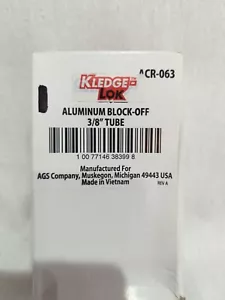 KLEDGE-LOK
ACR-063
ALUMINUM BLOCK-OFF
3/8" TUBE
1 00 77146 38399 8
Manufactured For
AGS Company, Muskegon, Michigan 49443 USA
Made in Vietnam
REV A